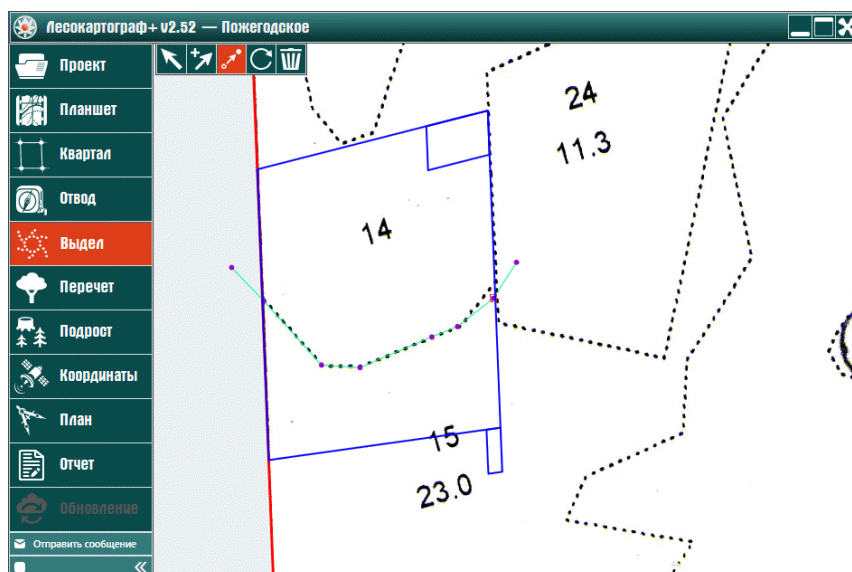 Лесокартограф+ v2.52 — Пожегодское
Проект
Планшет
Квартал
Отвод
Выдел
Перечет
Подрост
Координаты
План
Отчет
Обновление
Отправить сообщение
24
11.3
14
15
23.0